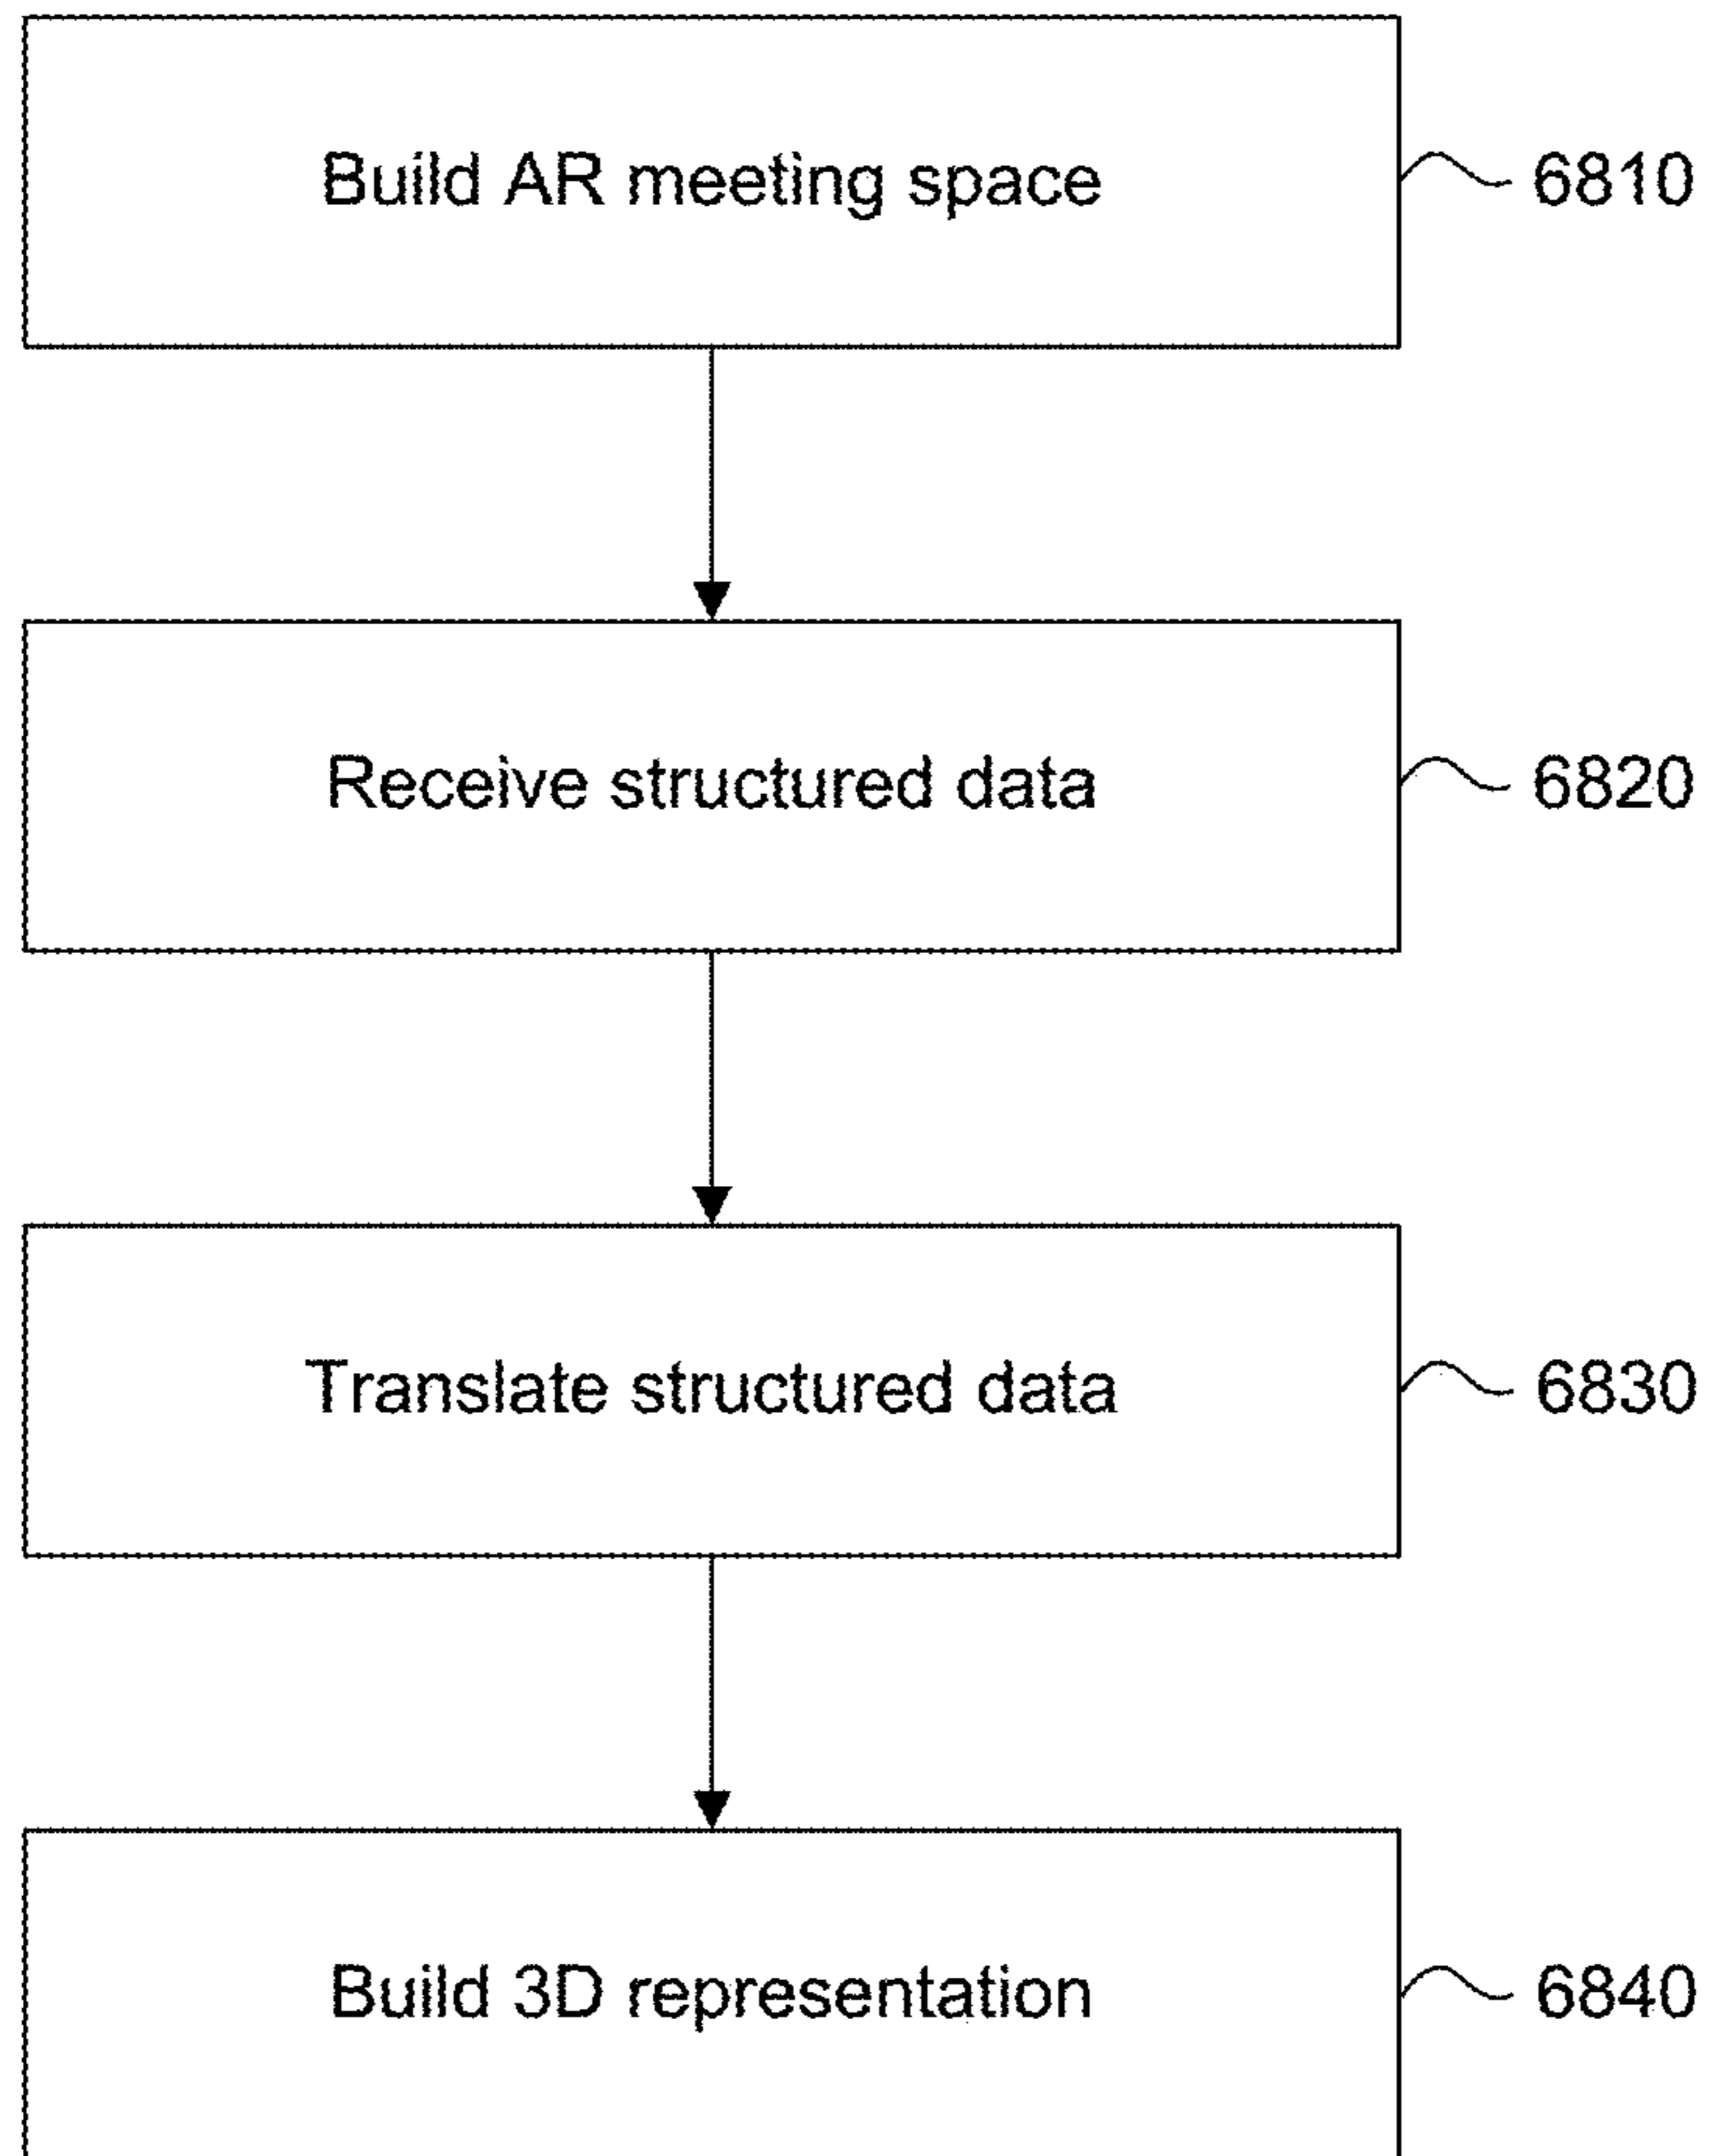 Build AR meeting space
6810
Receive structured data
6820
Translate structured data
6830
Build 3D representation
6840